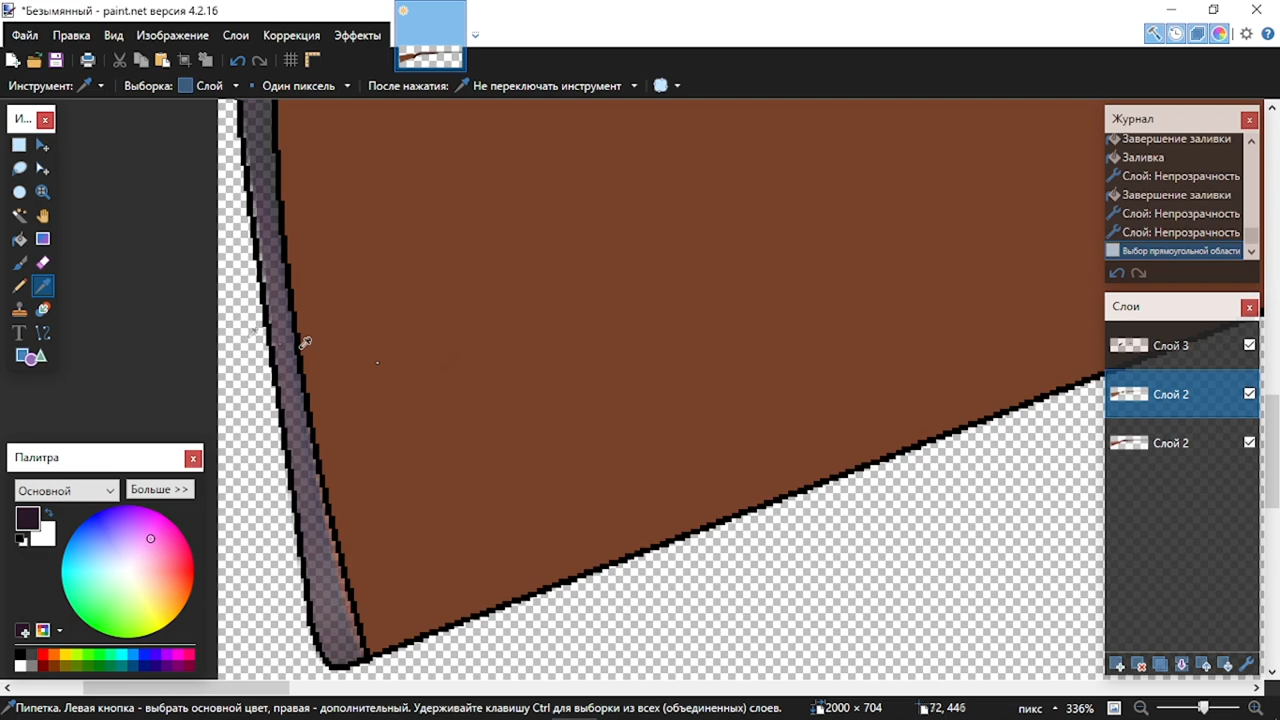 *Безымянный - paint.net версия 4.2.16
Файл Правка Вид Изображение Слои Коррекция Эффекты
Инструмент: Выборка: Слой Один пиксель После нажатия: Не переключать инструмент
И...
Журнал
Завершение заливки
Заливка
Слой: Непрозрачность
Завершение заливки
Слой: Непрозрачность
Слой: Непрозрачность
Выбор прямоугольной области
Слои
Слой 3
Слой 2
Слой 2
Палитра
Основной Больше >>
Пипетка. Левая кнопка - выбрать основной цвет, правая - дополнительный. Удерживайте клавишу Ctrl для выборки из всех (объединенных) слоев. 2000 × 704 72, 446 пикс 336%